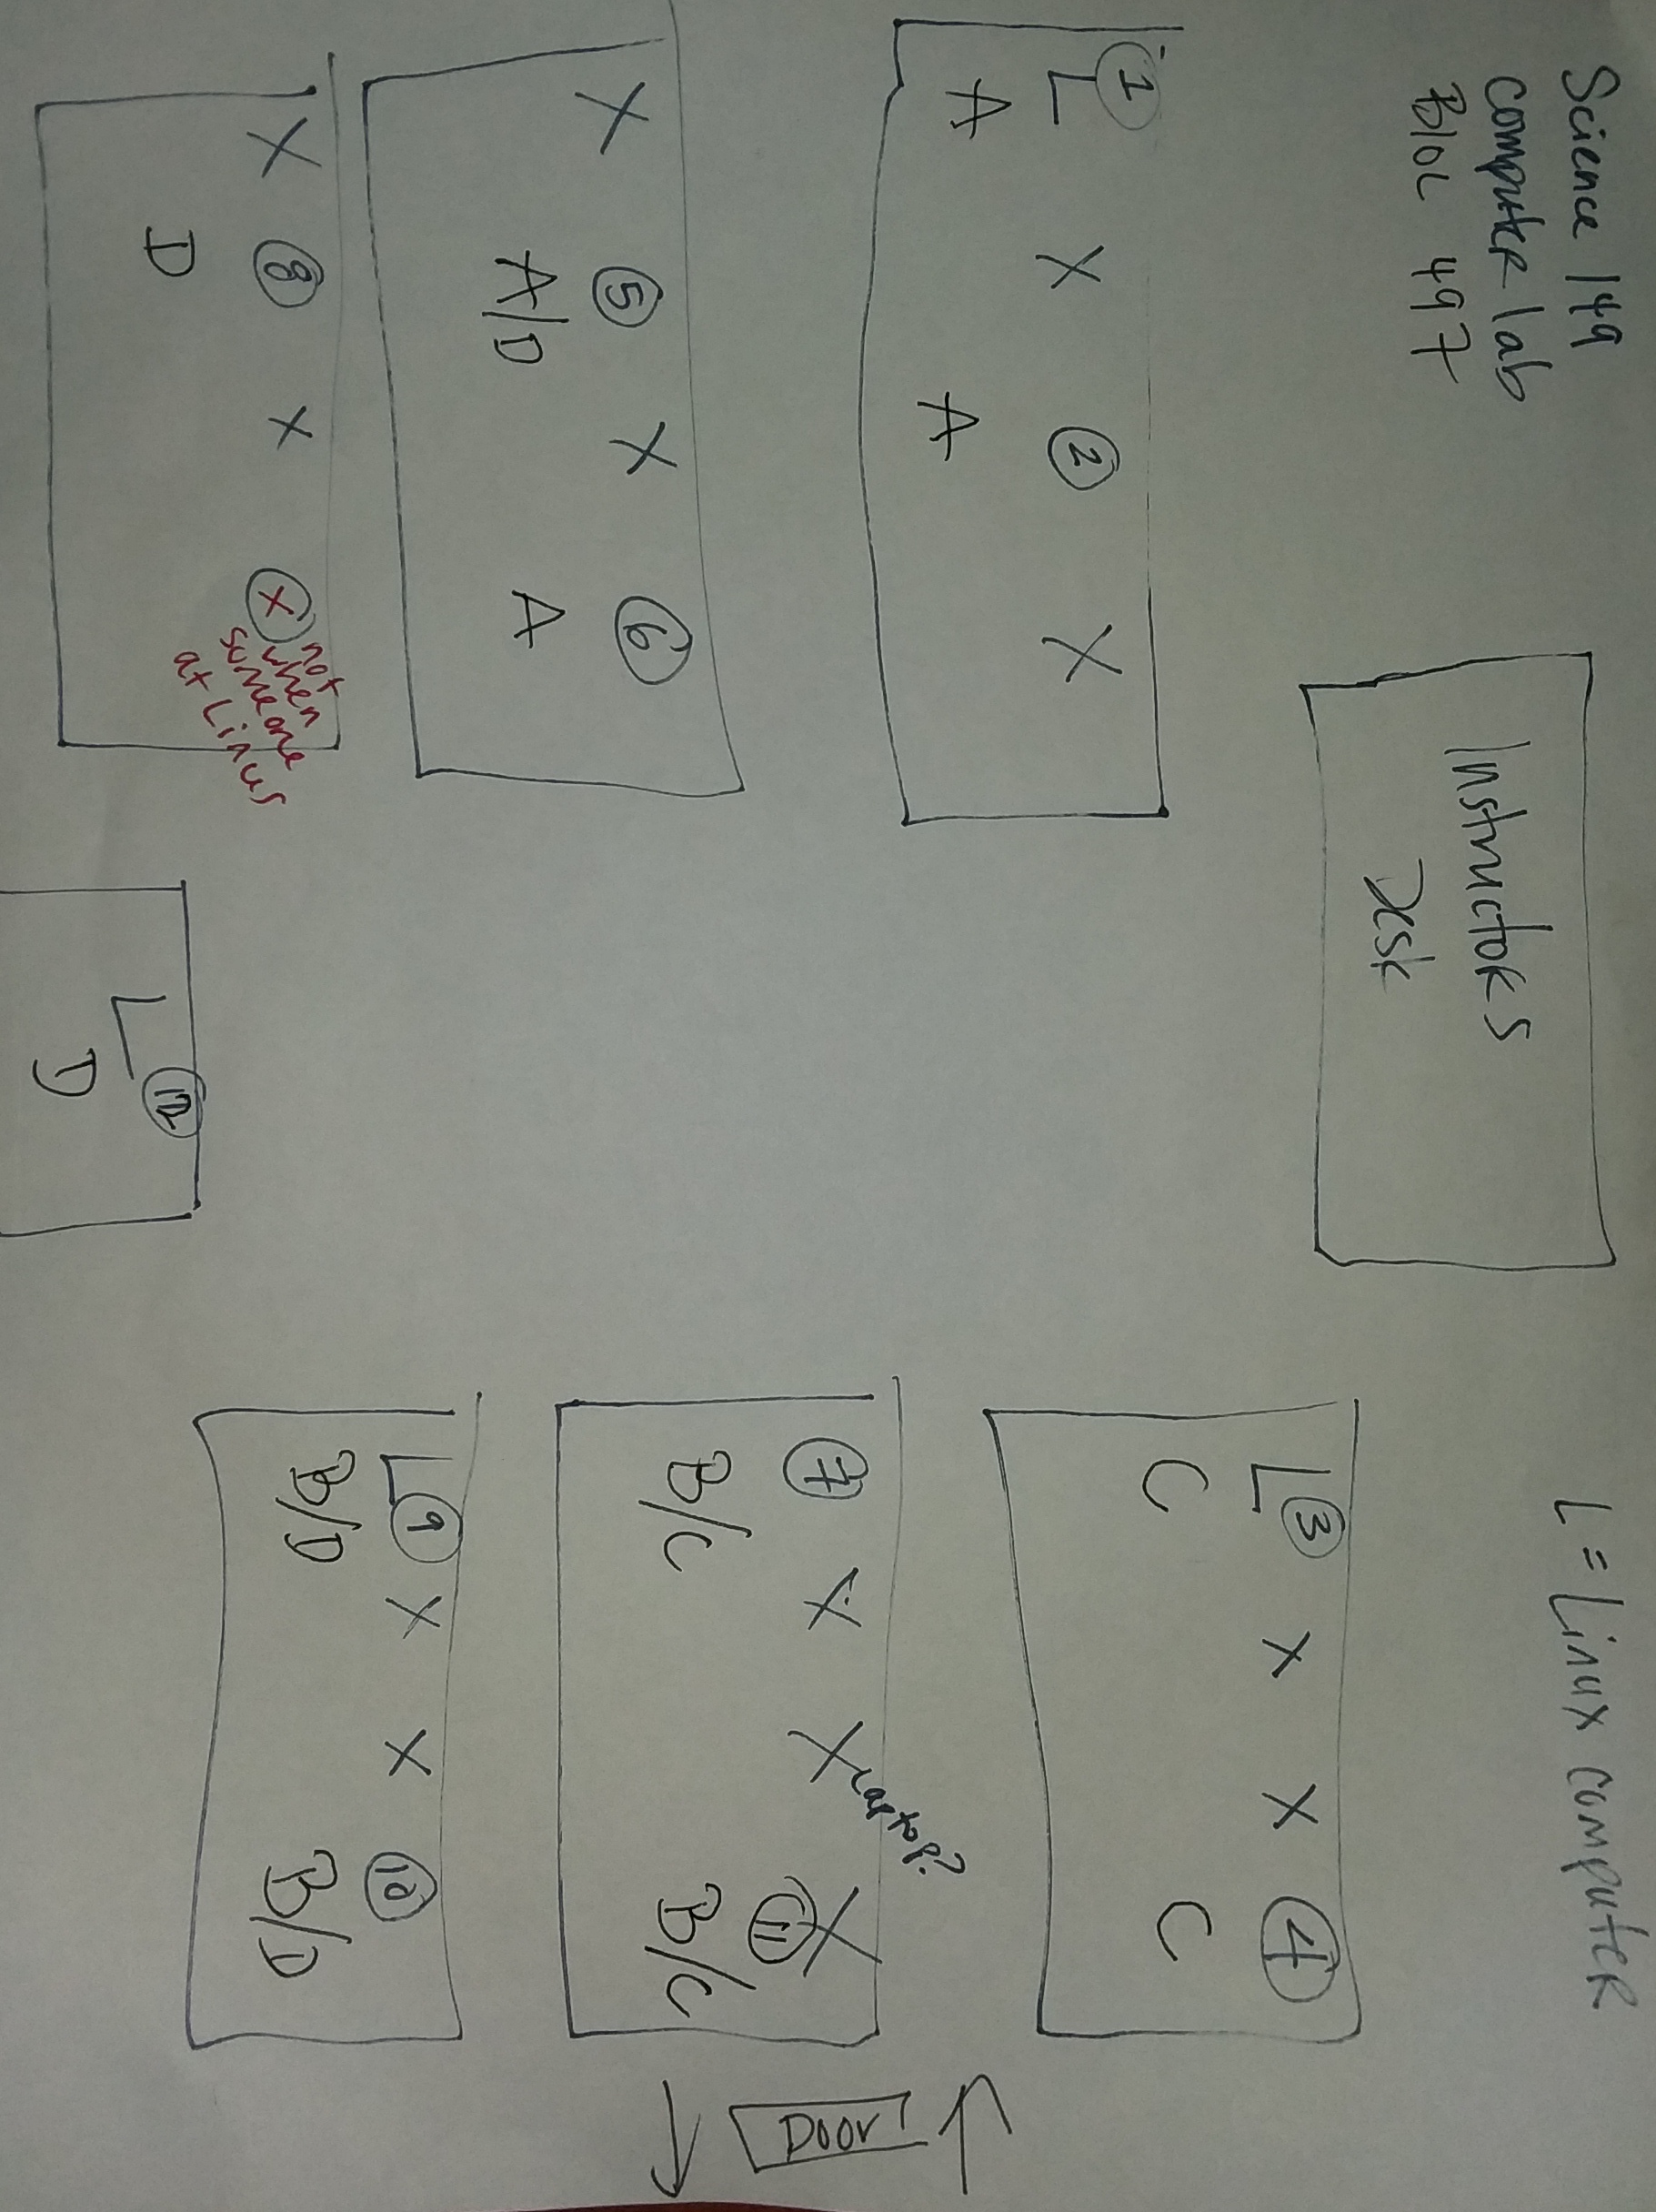 Science 149
computer lab
BIOL 497
L = Linux computer
Instructors
Desk
1 L X 2 X
A A
L 3 X X 4
C C
X 5 X 6
A/D A
7 X X X 11
laptop?
B/C B/C
X 8 X X
D
not
when
someone
at Linus
L 9 X X 10
B/D B/D
L 12
D
Door